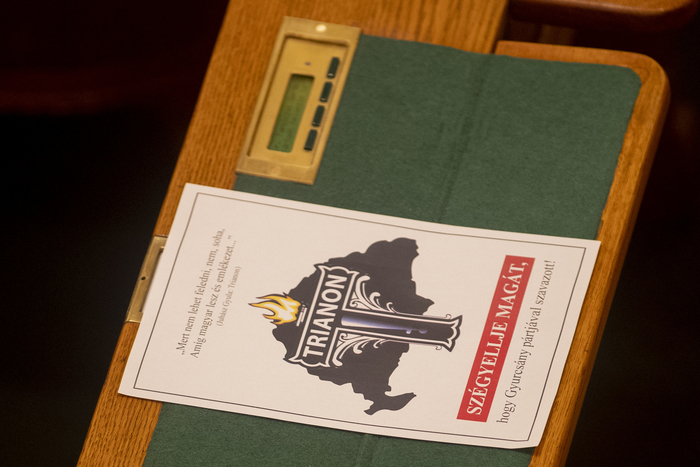 „Mert nem lehet feledni, nem, soha,
Amíg magyar lesz és emlékezet...”
(Juhász Gyula: Trianon)
TRIANON
SZÉGYELLJE MAGÁT,
hogy Gyurcsány pártjával szavazott!